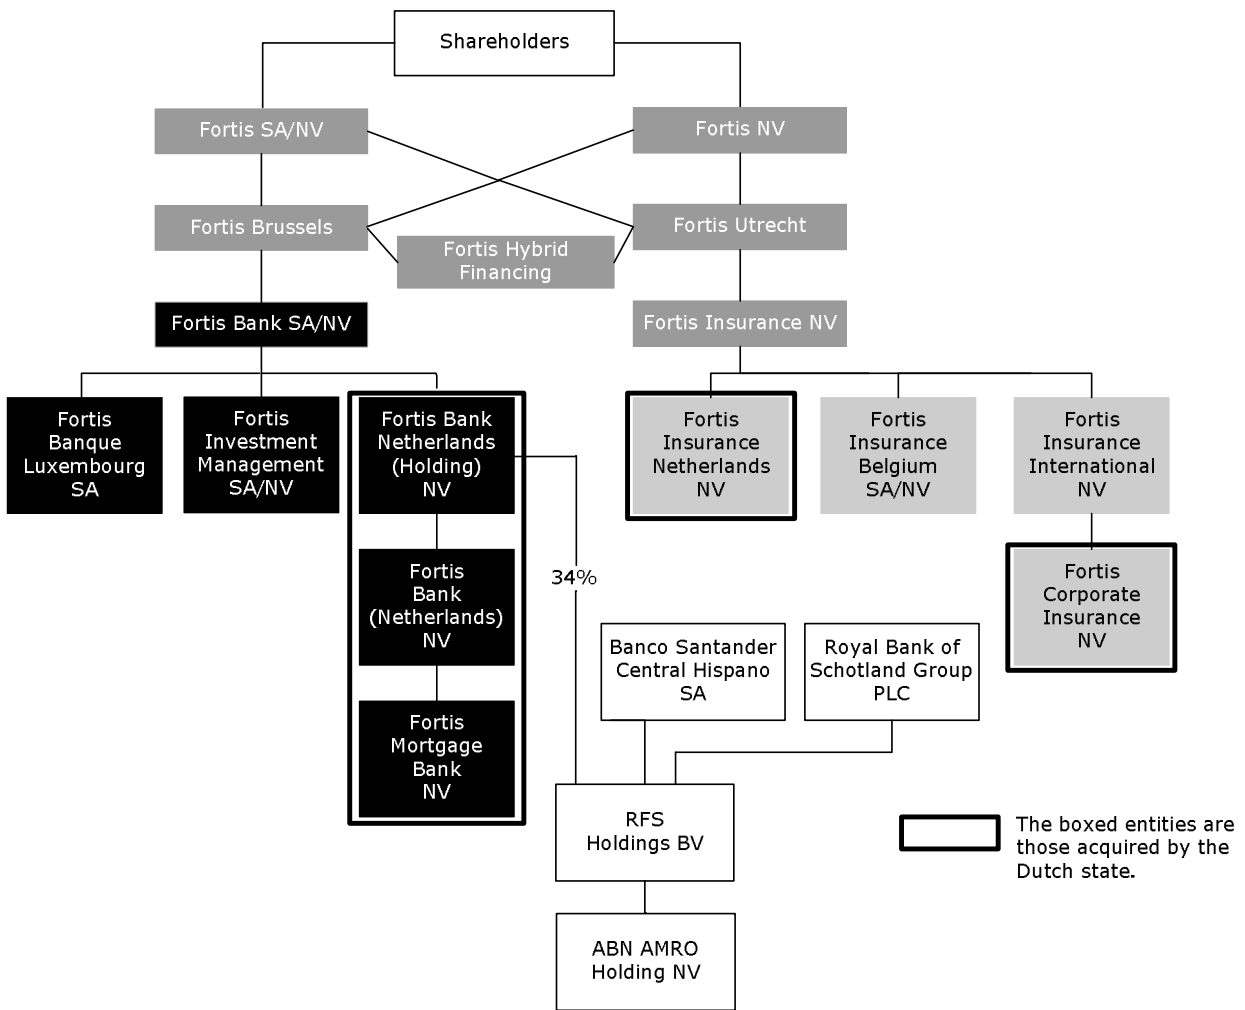 Shareholders
Fortis SA/NV
Fortis NV
Fortis Brussels
Fortis Utrecht
Fortis Hybrid
Financing
Fortis Bank SA/NV
Fortis Insurance NV
Fortis
Banque
Luxembourg
SA
Fortis
Investment
Management
SA/NV
Fortis Bank
Netherlands
(Holding)
NV
Fortis
Insurance
Netherlands
NV
Fortis
Insurance
Belgium
SA/NV
Fortis
Insurance
International
NV
Fortis
Bank
(Netherlands)
NV
34%
Fortis
Corporate
Insurance
NV
Banco Santander
Central Hispano
SA
Royal Bank of
Schotland Group
PLC
Fortis
Mortgage
Bank
NV
RFS
Holdings BV
The boxed entities are
those acquired by the
Dutch state.
ABN AMRO
Holding NV